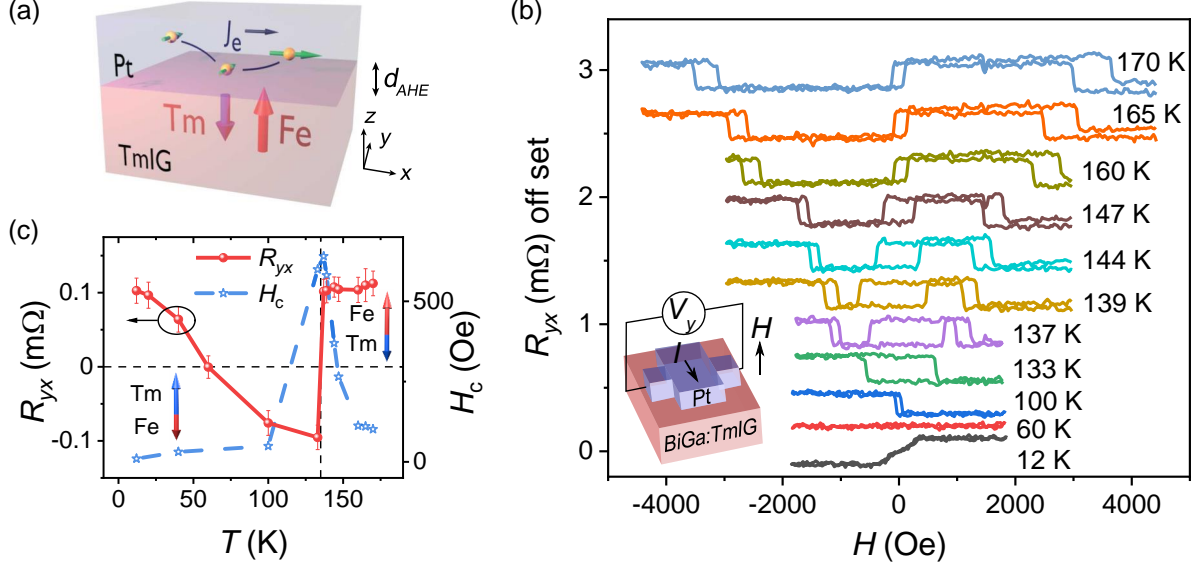 (a)
J_e
Pt
d_AHE
Tm
Fe
TmIG
z
y
x
(b)
R_yx (mΩ) off set
3
2
1
0
170 K
165 K
160 K
147 K
144 K
139 K
137 K
133 K
100 K
60 K
12 K
V_y
I
H
Pt
BiGa:TmIG
-4000
-2000
0
2000
4000
H (Oe)
(c)
R_yx
H_c
R_yx (mΩ)
0.1
0
-0.1
Tm
Fe
Fe
Tm
500
0
H_c (Oe)
0
50
100
150
T (K)